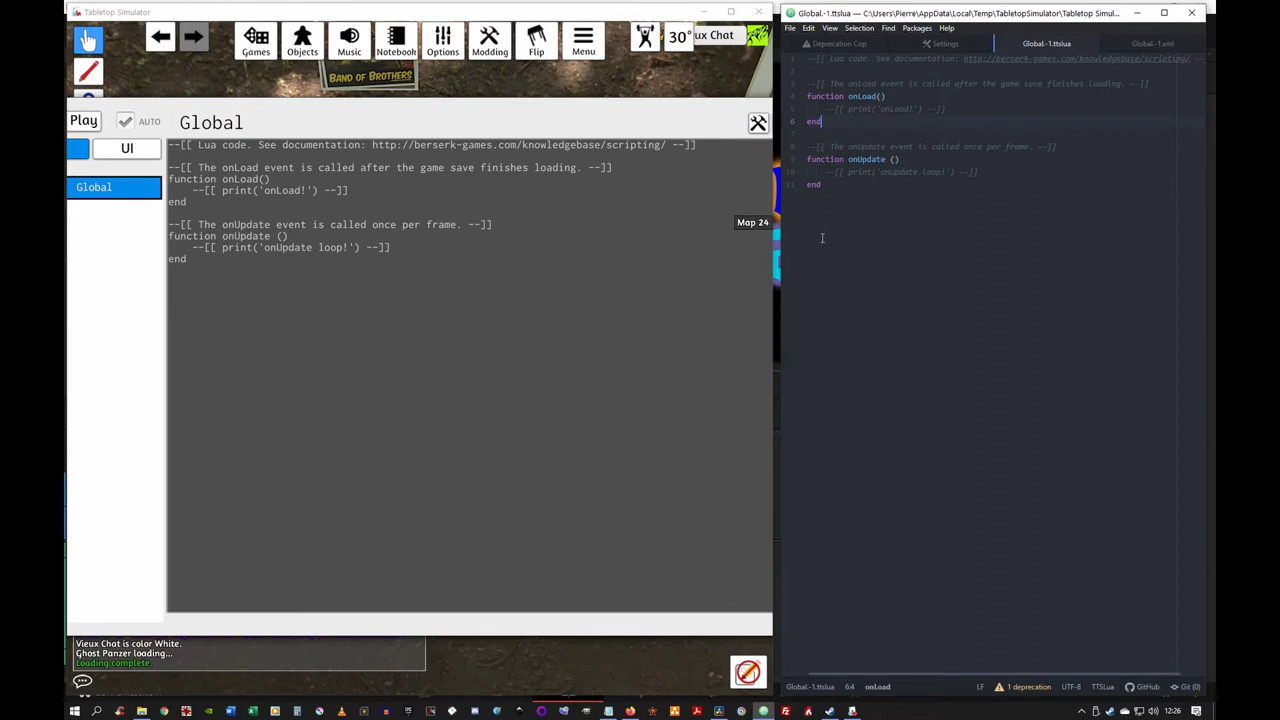 Tabletop Simulator
Games
Objects
Music
Notebook
Options
Modding
Flip
Menu
30°
ux Chat
BAND OF BROTHERS
Play
AUTO
Global
UI
Global
--[[ Lua code. See documentation: http://berserk-games.com/knowledgebase/scripting/ --]]
--[[ The onLoad event is called after the game save finishes loading. --]]
function onLoad()
--[[ print('onLoad!') --]]
end
--[[ The onUpdate event is called once per frame. --]]
function onUpdate ()
--[[ print('onUpdate loop!') --]]
end
Map 24
Vieux Chat is color White.
Ghost Panzer loading...
Loading complete.
Global.-1.ttslua — C:\Users\Pierre\AppData\Local\Temp\TabletopSimulator\Tabletop Simul...
File Edit View Selection Find Packages Help
Deprecation Cop
Settings
Global.-1.ttslua
Global.-1.xml
1 --[[ Lua code. See documentation: http://berserk-games.com/knowledgebase/scripting/ --
2
3 --[[ The onLoad event is called after the game save finishes loading. --]]
4 function onLoad()
5 --[[ print('onLoad!') --]]
6 end
7
8 --[[ The onUpdate event is called once per frame. --]]
9 function onUpdate ()
10 --[[ print('onUpdate loop!') --]]
11 end
Global.-1.ttslua 6:4 onload LF 1 deprecation UTF-8 TTSLua GitHub Git (0)
12:26